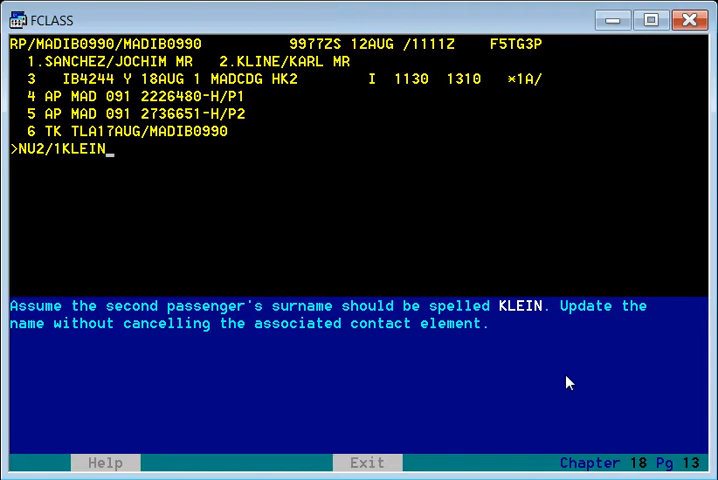 FCLASS
RP/MADIB0990/MADIB0990 9977ZS 12AUG /1111Z F5TG3P
1.SANCHEZ/JOCHIM MR 2.KLINE/KARL MR
3 IB4244 Y 18AUG 1 MADCDG HK2 I 1130 1310 *1A/
4 AP MAD 091 2226480-H/P1
5 AP MAD 091 2736651-H/P2
6 TK TLA17AUG/MADIB0990
>NU2/1KLEIN_
Assume the second passenger's surname should be spelled KLEIN. Update the
name without cancelling the associated contact element.
Help Exit Chapter 18 Pg 13